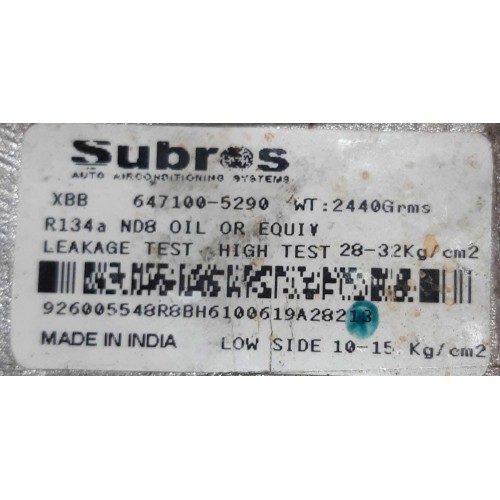 Subros
AUTO AIRCONDITIONING SYSTEMS
XBB 647100-5290 WT:2440Grms
R134a ND8 OIL OR EQUIV
LEAKAGE TEST HIGH TEST 28-32Kg/cm2
926005548R8BH6100619A28213
MADE IN INDIA LOW SIDE 10-15 Kg/cm2